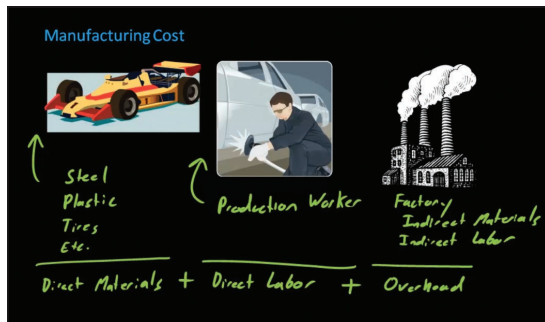 Manufacturing Cost
Steel
Plastic
Tires
Etc.
Production Worker
Factory
Indirect Materials
Indirect Labor
Direct Materials + Direct Labor + Overhead